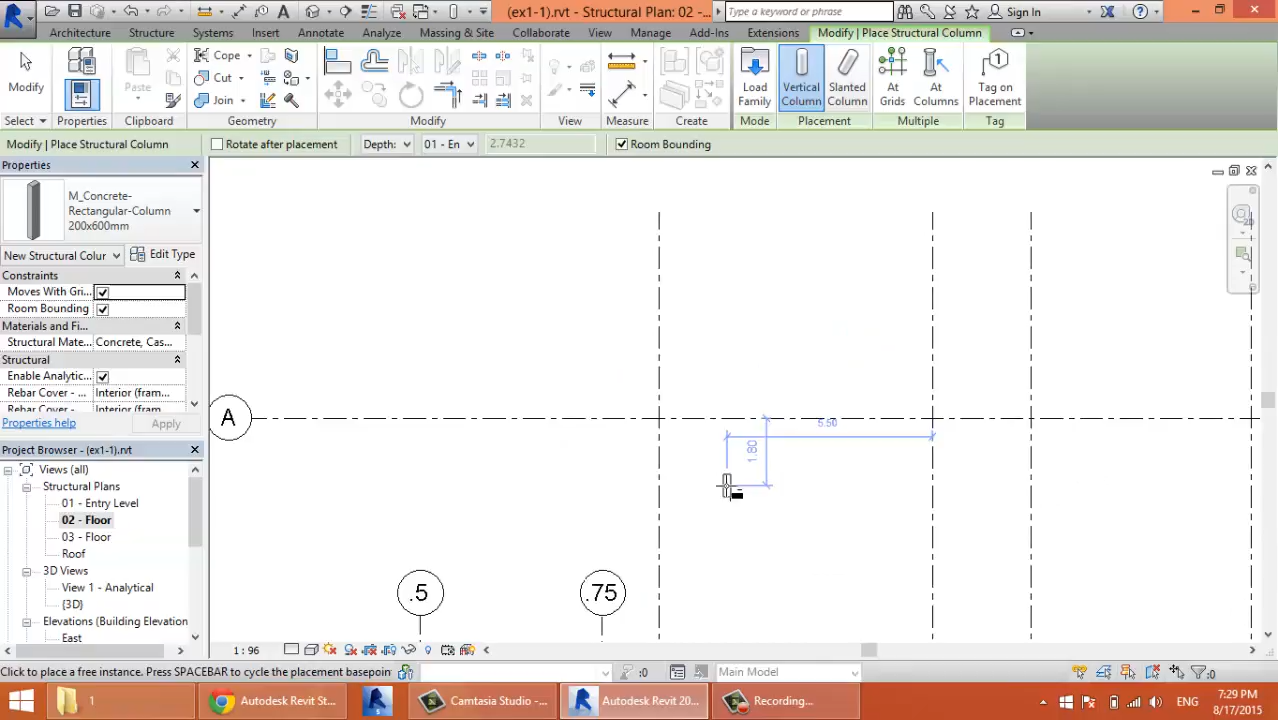 (ex1-1).rvt - Structural Plan: 02 -...
Type a keyword or phrase
Sign In
Architecture Structure Systems Insert Annotate Analyze Massing & Site Collaborate View Manage Add-Ins Extensions Modify | Place Structural Column
Modify
Paste
Cope
Cut
Join
Load
Family
Vertical
Column
Slanted
Column
At
Grids
At
Columns
Tag on
Placement
Select Properties Clipboard Geometry Modify View Measure Create Mode Placement Multiple Tag
Modify | Place Structural Column
Rotate after placement
Depth:
01 - En
2.7432
Room Bounding
Properties
M_Concrete-
Rectangular-Column
200x600mm
New Structural Colur
Edit Type
Constraints
Moves With Gri...
Room Bounding
Materials and Fi...
Structural Mate... Concrete, Cas...
Structural
Enable Analytic...
Rebar Cover - ... Interior (fram...
Rebar Cover - ... Interior (fram...
Properties help
Apply
Project Browser - (ex1-1).rvt
Views (all)
Structural Plans
01 - Entry Level
02 - Floor
03 - Floor
Roof
3D Views
View 1 - Analytical
{3D}
Elevations (Building Elevation
East
A
5.50
1.80
.5
.75
2D
1 : 96
Click to place a free instance. Press SPACEBAR to cycle the placement basepoin
:0
Main Model
:0
1
Autodesk Revit St...
Camtasia Studio -...
Autodesk Revit 20...
Recording...
ENG
7:29 PM
8/17/2015